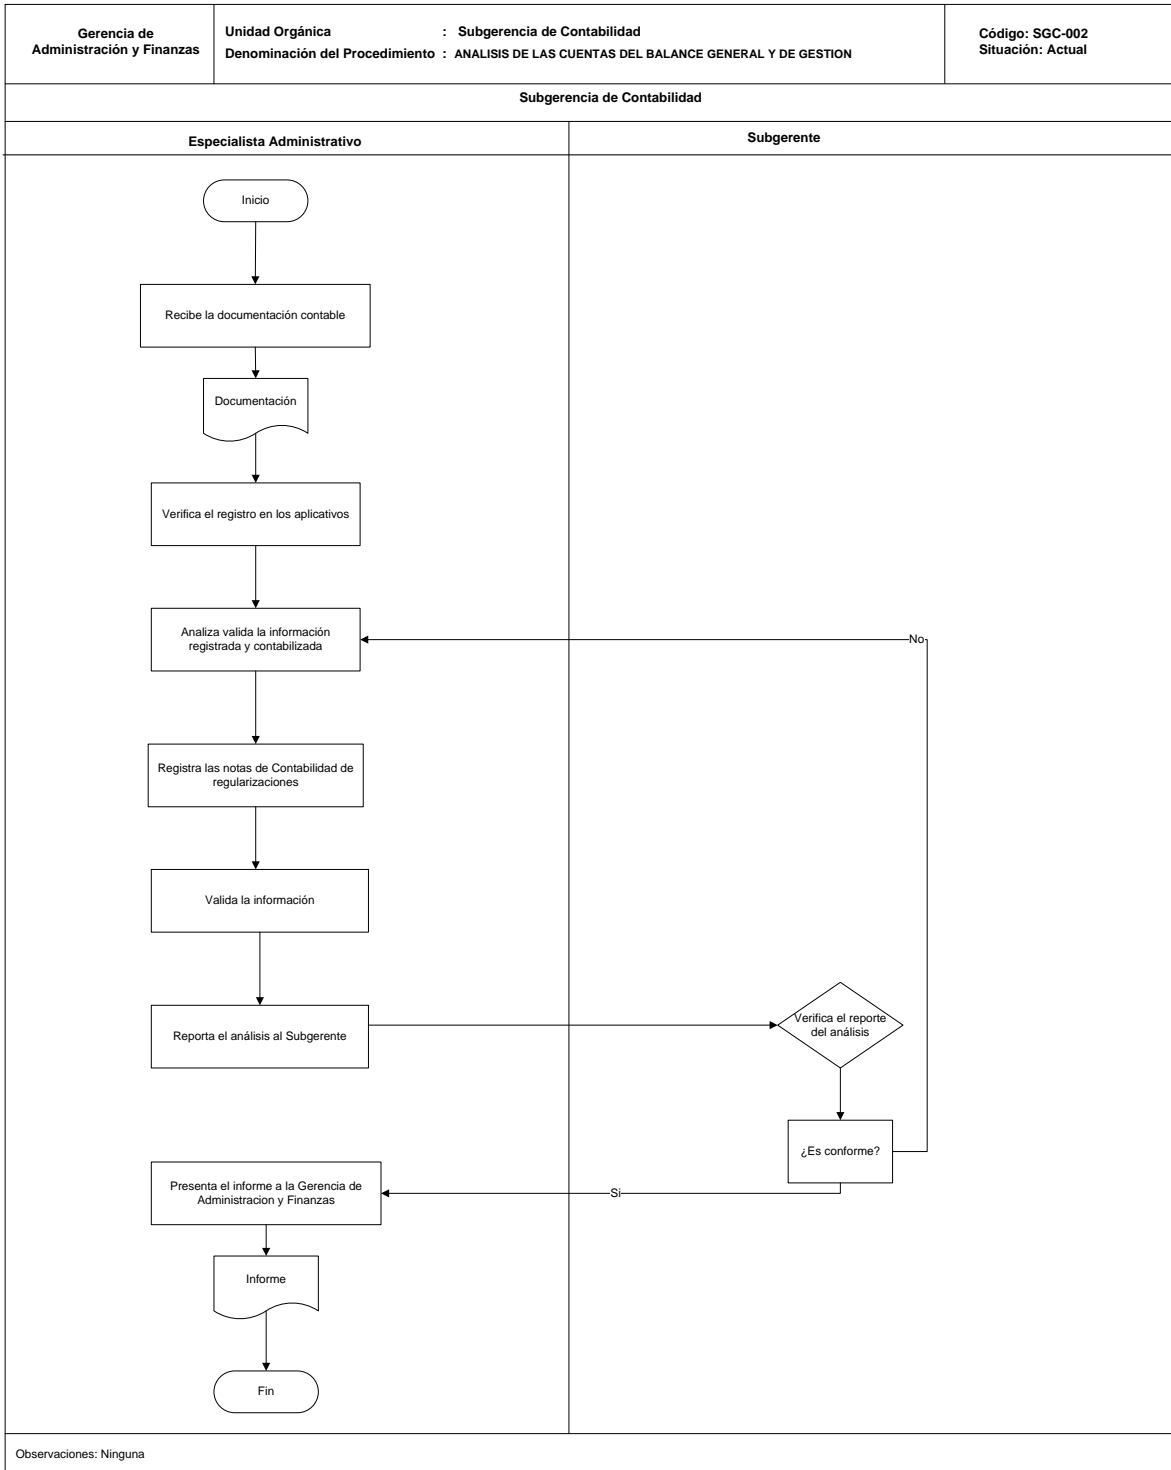 Gerencia de
Administración y Finanzas
Unidad Orgánica : Subgerencia de Contabilidad
Denominación del Procedimiento : ANALISIS DE LAS CUENTAS DEL BALANCE GENERAL Y DE GESTION
Código: SGC-002
Situación: Actual
Subgerencia de Contabilidad
Especialista Administrativo
Subgerente
Inicio
Recibe la documentación contable
Documentación
Verifica el registro en los aplicativos
Analiza valida la información
registrada y contabilizada
No
Registra las notas de Contabilidad de
regularizaciones
Valida la información
Reporta el análisis al Subgerente
Verifica el reporte
del análisis
¿Es conforme?
Si
Presenta el informe a la Gerencia de
Administracion y Finanzas
Informe
Fin
Observaciones: Ninguna